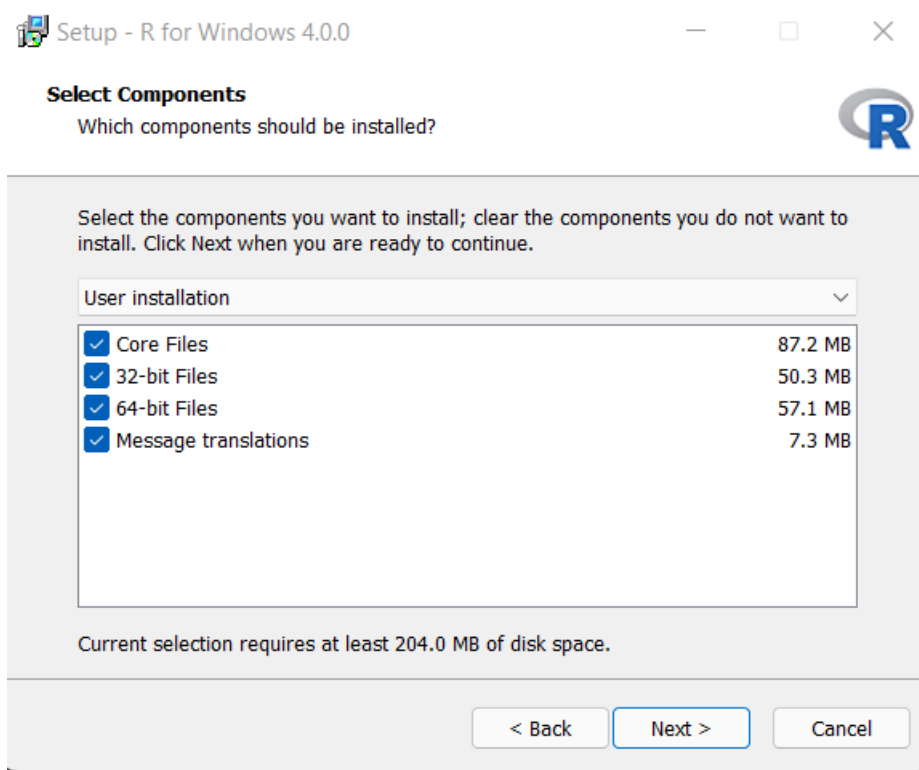 Setup - R for Windows 4.0.0
Select Components
Which components should be installed?
R
Select the components you want to install; clear the components you do not want to
install. Click Next when you are ready to continue.
User installation
Core Files 87.2 MB
32-bit Files 50.3 MB
64-bit Files 57.1 MB
Message translations 7.3 MB
Current selection requires at least 204.0 MB of disk space.
< Back Next > Cancel